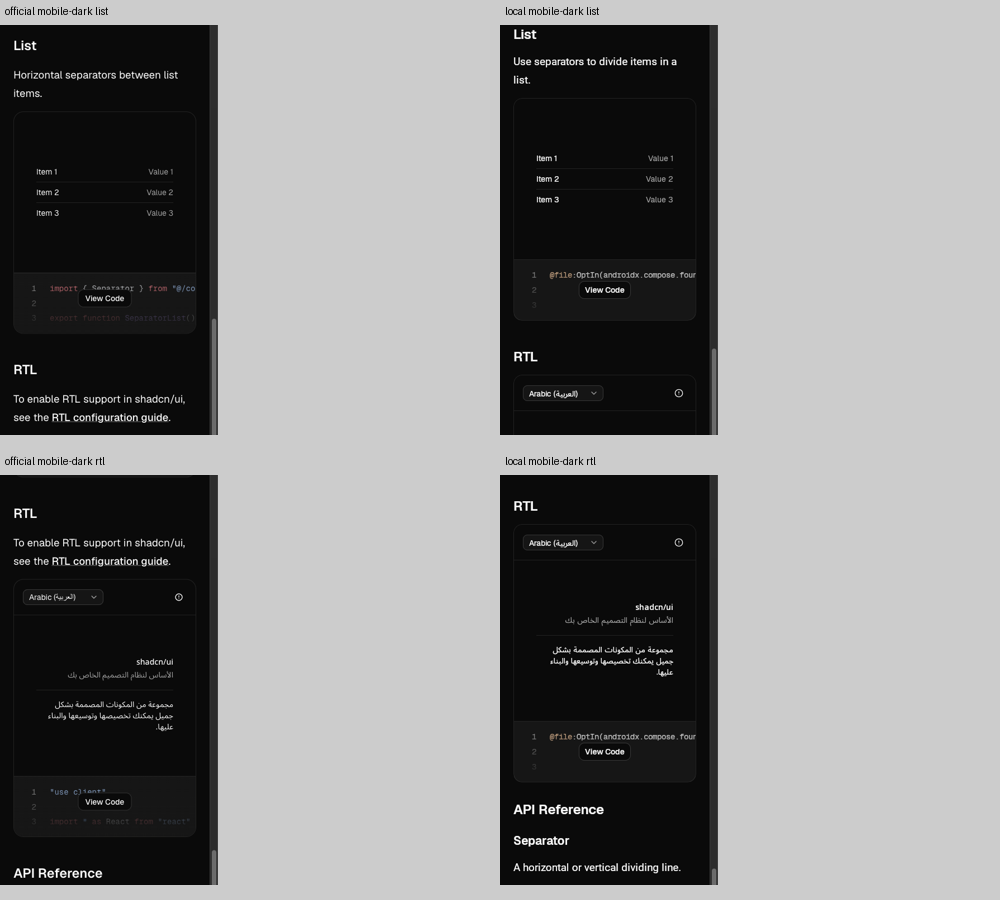 official mobile-dark list
List
Horizontal separators between list
items.
Item 1 Value 1
Item 2 Value 2
Item 3 Value 3
1 import { Separator } from "@/co
2
View Code
3 export function SeparatorList()
RTL
To enable RTL support in shadcn/ui,
see the RTL configuration guide.
local mobile-dark list
List
Use separators to divide items in a
list.
Item 1 Value 1
Item 2 Value 2
Item 3 Value 3
1 @file:OptIn(androidx.compose.foun
2
View Code
3
RTL
Arabic (العربية)
official mobile-dark rtl
RTL
To enable RTL support in shadcn/ui,
see the RTL configuration guide.
Arabic (العربية)
shadcn/ui
الأساس لنظام التصميم الخاص بك
مجموعة من المكونات المصممة بشكل
جميل يمكنك تخصيصها وتوسيعها والبناء
عليها.
1 "use client"
2
View Code
3 import * as React from "react"
API Reference
local mobile-dark rtl
RTL
Arabic (العربية)
shadcn/ui
الأساس لنظام التصميم الخاص بك
مجموعة من المكونات المصممة بشكل
جميل يمكنك تخصيصها وتوسيعها والبناء
عليها.
1 @file:OptIn(androidx.compose.foun
2
View Code
3
API Reference
Separator
A horizontal or vertical dividing line.